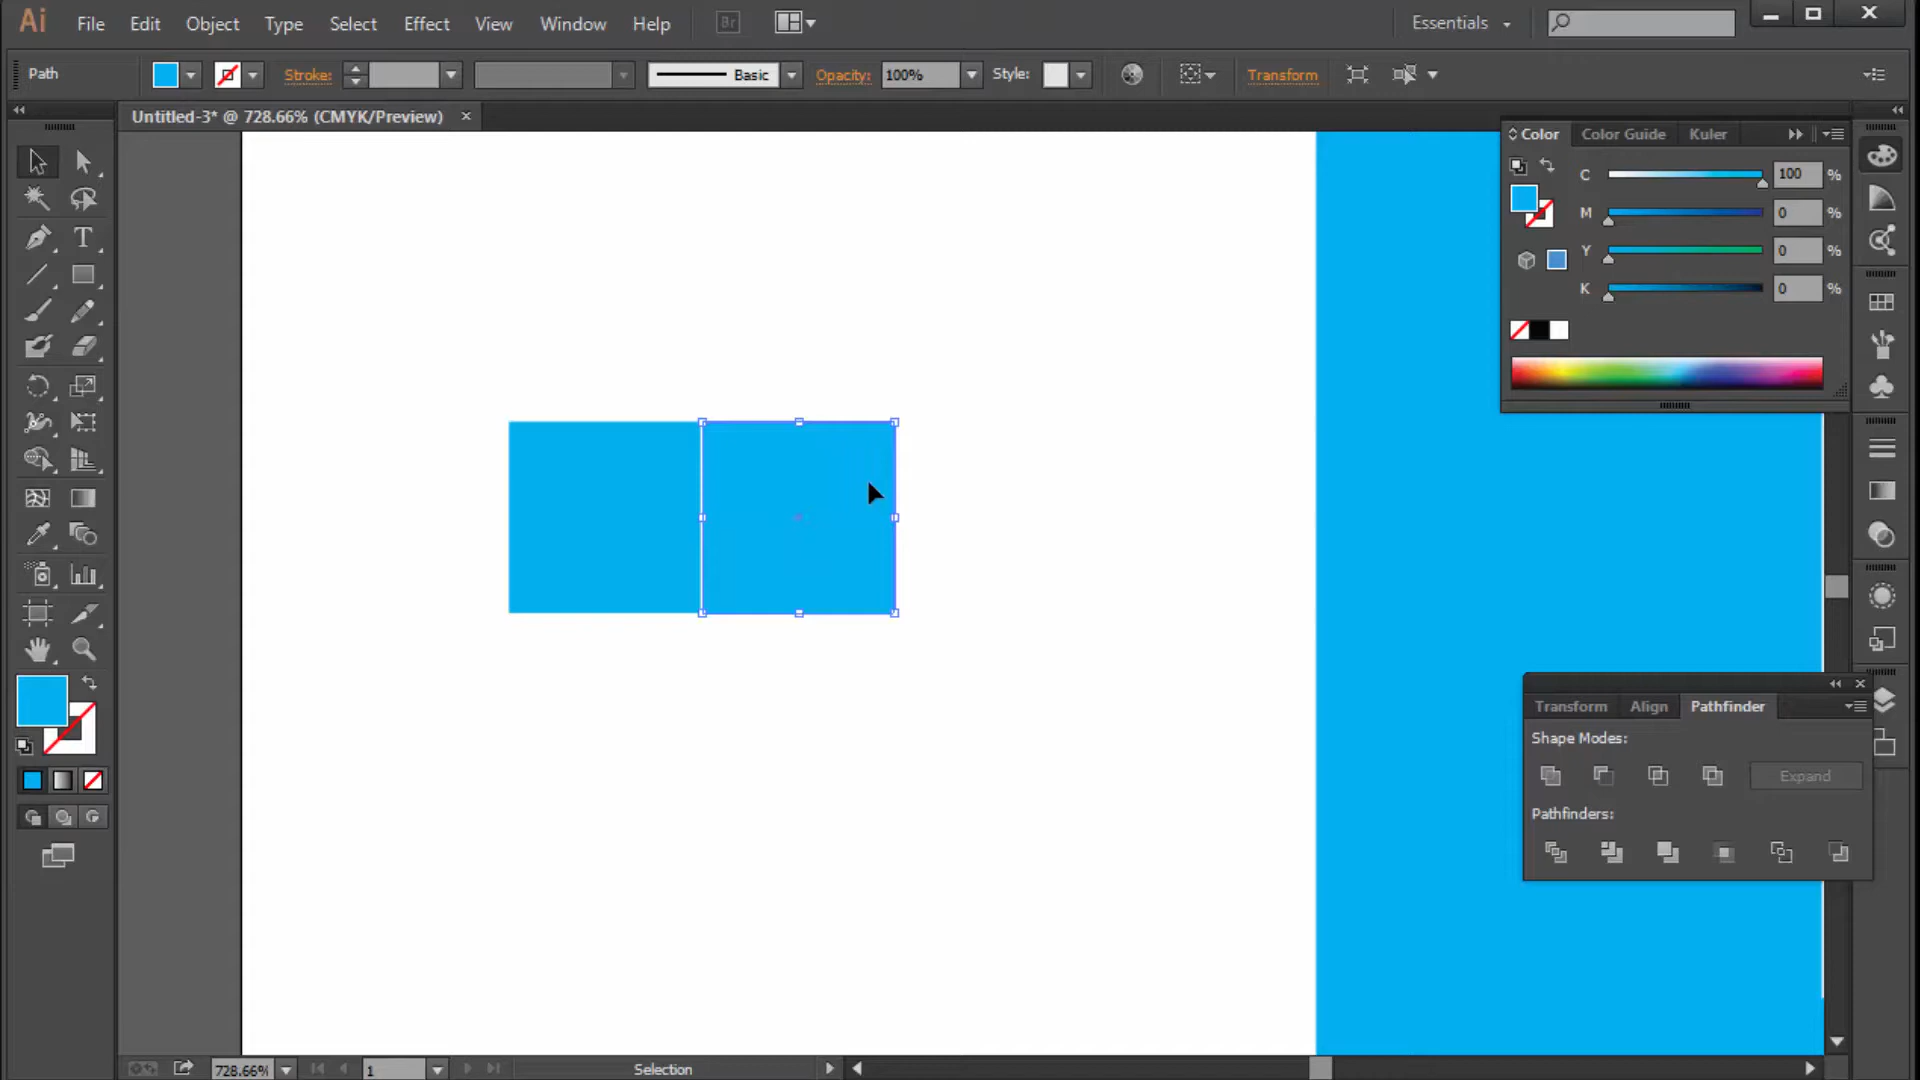 Ai File Edit Object Type Select Effect View Window Help Br Essentials
Path Stroke: Basic Opacity: 100% Style: Transform
Untitled-3* @ 728.66% (CMYK/Preview)
Color Color Guide Kuler
C 100 %
M 0 %
Y 0 %
K 0 %
T
Transform Align Pathfinder
Shape Modes:
Expand
Pathfinders:
728.66% 1 Selection